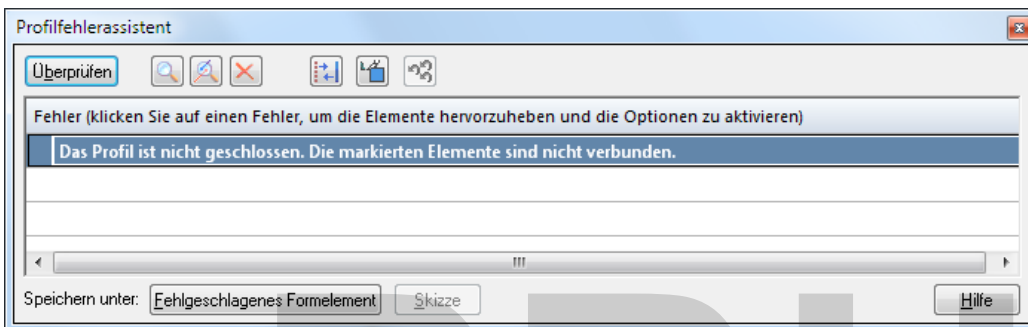 Profilfehlerassistent
Überprüfen
Fehler (klicken Sie auf einen Fehler, um die Elemente hervorzuheben und die Optionen zu aktivieren)
Das Profil ist nicht geschlossen. Die markierten Elemente sind nicht verbunden.
Speichern unter: Fehlgeschlagenes Formelement Skizze Hilfe